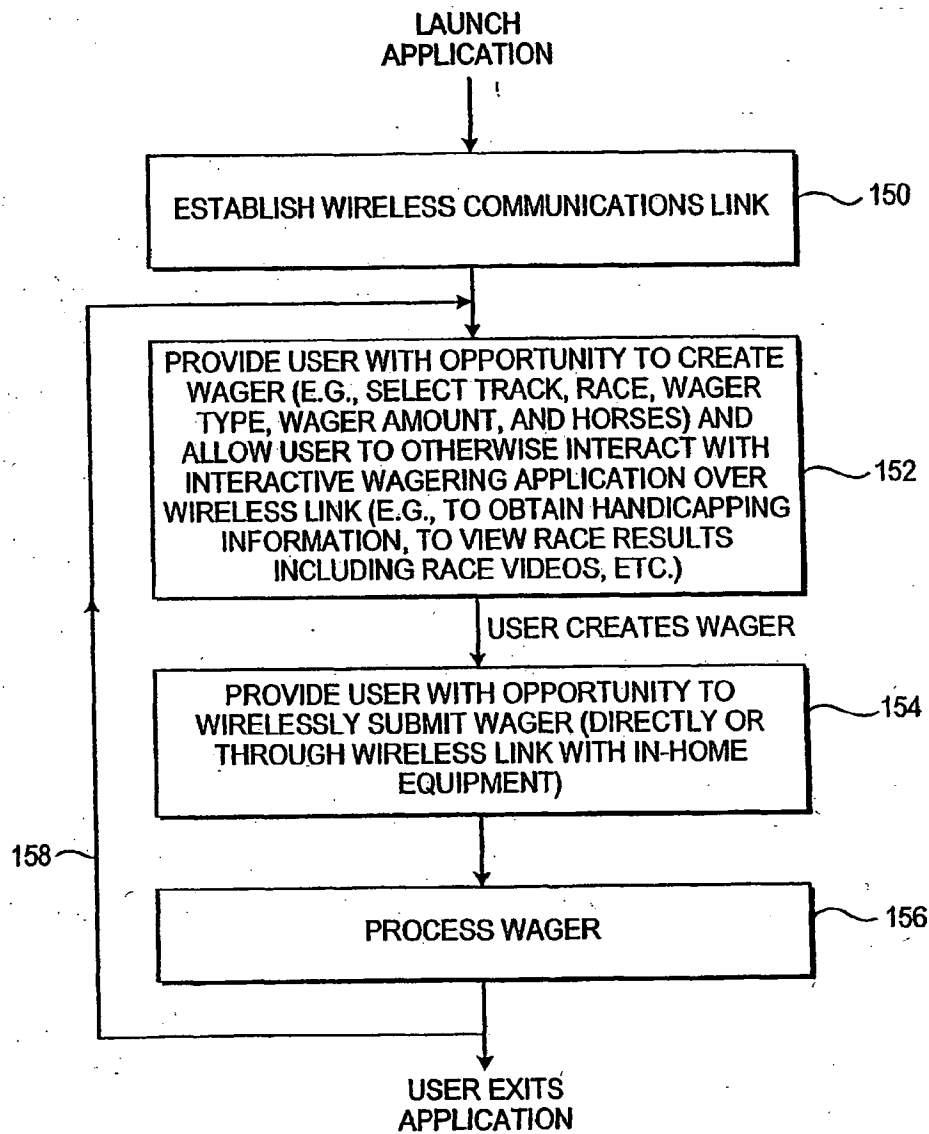 LAUNCH
APPLICATION
ESTABLISH WIRELESS COMMUNICATIONS LINK
150
PROVIDE USER WITH OPPORTUNITY TO CREATE
WAGER (E.G., SELECT TRACK, RACE, WAGER
TYPE, WAGER AMOUNT, AND HORSES) AND
ALLOW USER TO OTHERWISE INTERACT WITH
INTERACTIVE WAGERING APPLICATION OVER
WIRELESS LINK (E.G., TO OBTAIN HANDICAPPING
INFORMATION, TO VIEW RACE RESULTS
INCLUDING RACE VIDEOS, ETC.)
152
USER CREATES WAGER
PROVIDE USER WITH OPPORTUNITY TO
WIRELESSLY SUBMIT WAGER (DIRECTLY OR
THROUGH WIRELESS LINK WITH IN-HOME
EQUIPMENT)
154
158
PROCESS WAGER
156
USER EXITS
APPLICATION